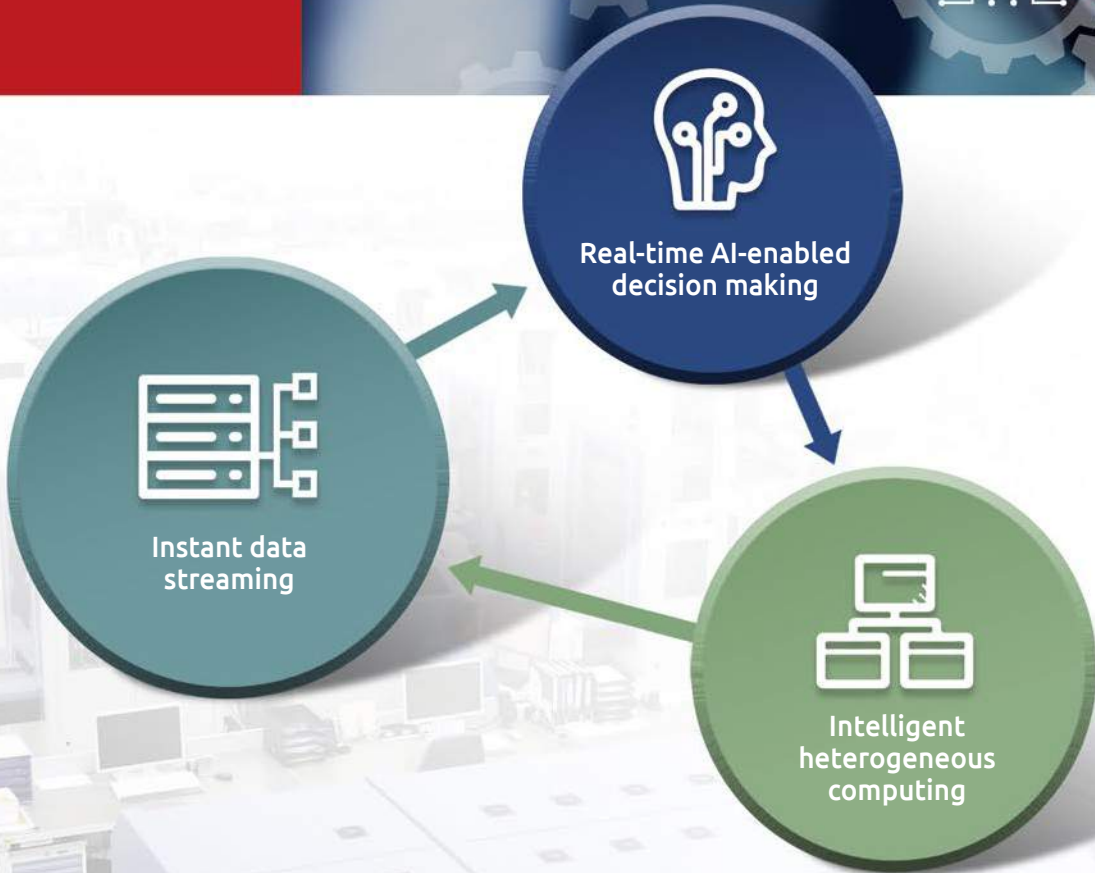 Real-time AI-enabled
decision making
Instant data
streaming
Intelligent
heterogeneous
computing